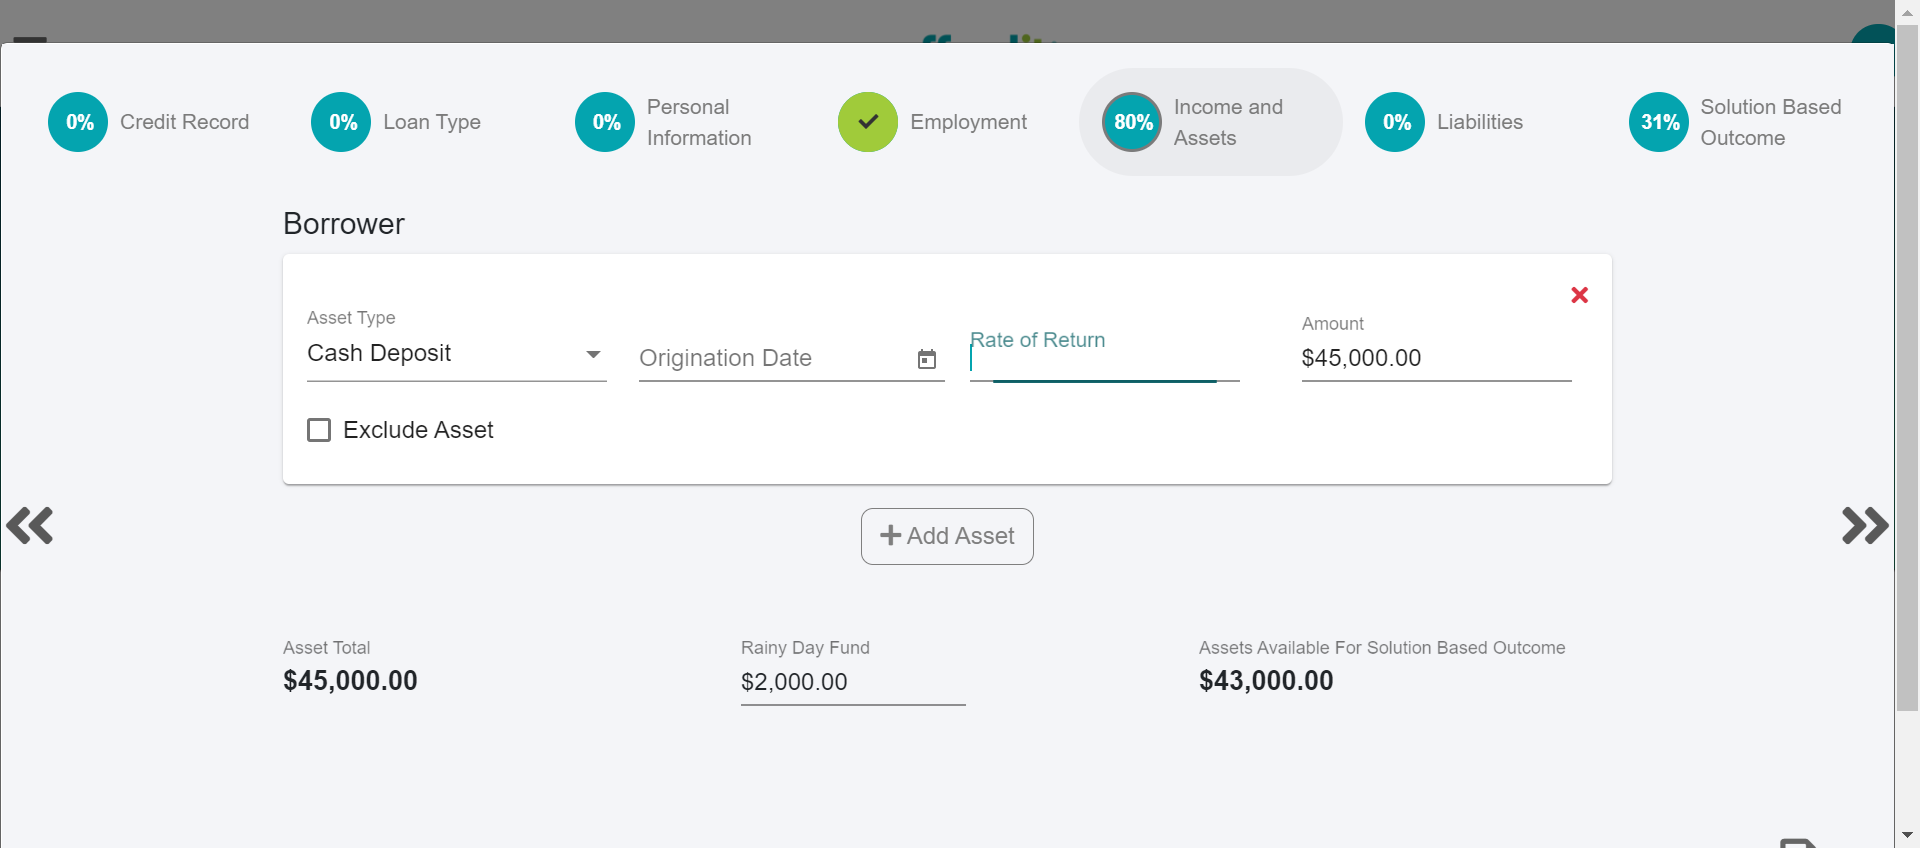 0% Credit Record
0% Loan Type
0% Personal
Information
Employment
80% Income and
Assets
0% Liabilities
31% Solution Based
Outcome
Borrower
Asset Type
Cash Deposit
Origination Date
Rate of Return
Amount
$45,000.00
Exclude Asset
Add Asset
Asset Total
$45,000.00
Rainy Day Fund
$2,000.00
Assets Available For Solution Based Outcome
$43,000.00